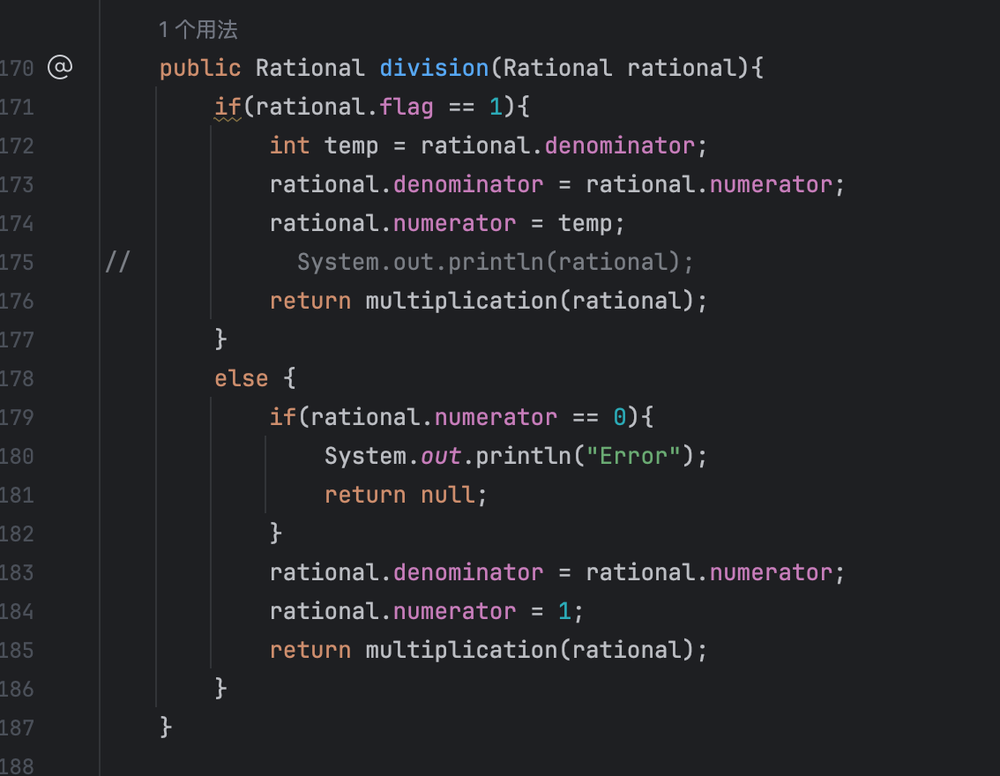 1 个用法
170 @ public Rational division(Rational rational){
171 if(rational.flag == 1){
172 int temp = rational.denominator;
173 rational.denominator = rational.numerator;
174 rational.numerator = temp;
175 // System.out.println(rational);
176 return multiplication(rational);
177 }
178 else {
179 if(rational.numerator == 0){
180 System.out.println("Error");
181 return null;
182 }
183 rational.denominator = rational.numerator;
184 rational.numerator = 1;
185 return multiplication(rational);
186 }
187 }
188